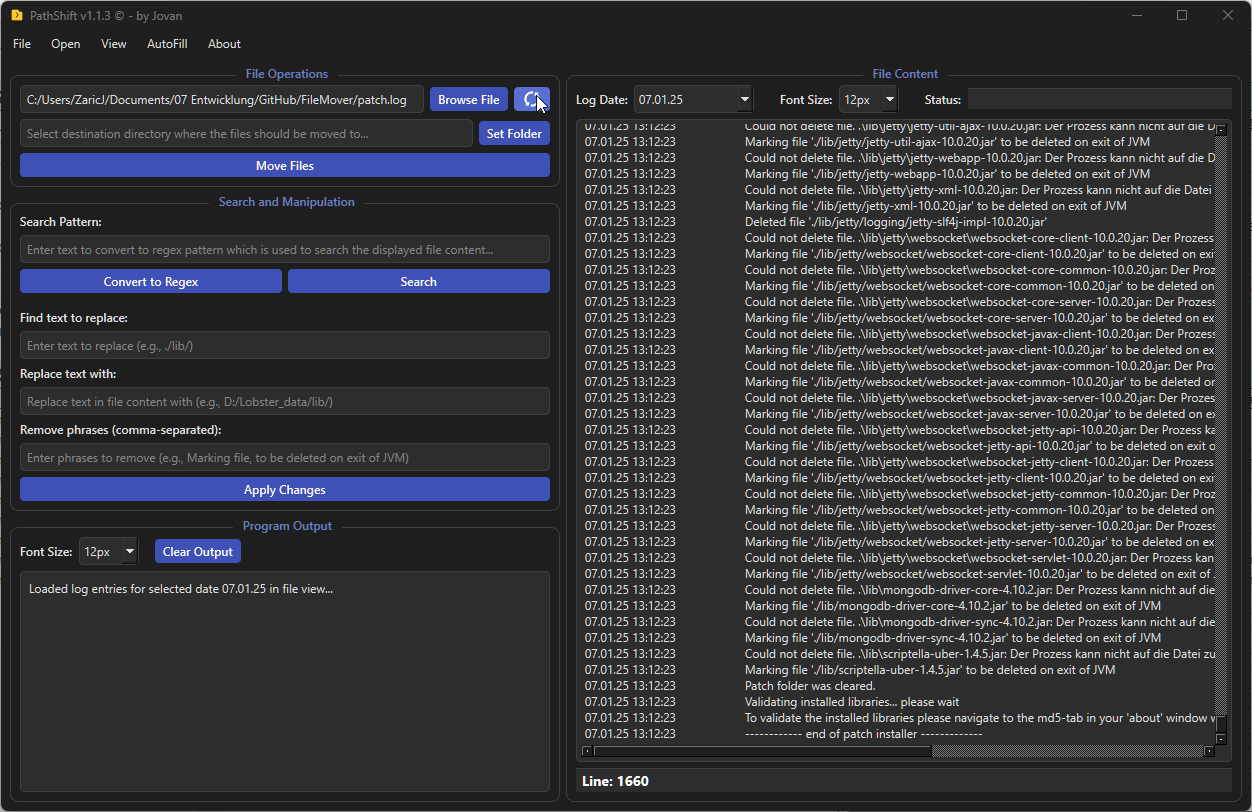 PathShift v1.1.3 © - by Jovan
File Open View AutoFill About
File Operations
C:/Users/ZaricJ/Documents/07 Entwicklung/GitHub/FileMover/patch.log
Browse File
Select destination directory where the files should be moved to...
Set Folder
Move Files
Search and Manipulation
Search Pattern:
Enter text to convert to regex pattern which is used to search the displayed file content...
Convert to Regex
Search
Find text to replace:
Enter text to replace (e.g., ./lib/)
Replace text with:
Replace text in file content with (e.g., D:/Lobster_data/lib/)
Remove phrases (comma-separated):
Enter phrases to remove (e.g., Marking file, to be deleted on exit of JVM)
Apply Changes
Program Output
Font Size: 12px
Clear Output
Loaded log entries for selected date 07.01.25 in file view...
File Content
Log Date: 07.01.25
Font Size: 12px
Status:
07.01.25 13:12:23 Could not delete file. .\lib\jetty\jetty-util-ajax-10.0.20.jar: Der Prozess kann nicht auf die D
07.01.25 13:12:23 Marking file './lib/jetty/jetty-util-ajax-10.0.20.jar' to be deleted on exit of JVM
07.01.25 13:12:23 Could not delete file. .\lib\jetty\jetty-webapp-10.0.20.jar: Der Prozess kann nicht auf die D
07.01.25 13:12:23 Marking file './lib/jetty/jetty-webapp-10.0.20.jar' to be deleted on exit of JVM
07.01.25 13:12:23 Could not delete file. .\lib\jetty\jetty-xml-10.0.20.jar: Der Prozess kann nicht auf die Datei
07.01.25 13:12:23 Marking file './lib/jetty/jetty-xml-10.0.20.jar' to be deleted on exit of JVM
07.01.25 13:12:23 Deleted file './lib/jetty/logging/jetty-slf4j-impl-10.0.20.jar'
07.01.25 13:12:23 Could not delete file. .\lib\jetty\websocket\websocket-core-client-10.0.20.jar: Der Prozess
07.01.25 13:12:23 Marking file './lib/jetty/websocket/websocket-core-client-10.0.20.jar' to be deleted on exi
07.01.25 13:12:23 Could not delete file. .\lib\jetty\websocket\websocket-core-common-10.0.20.jar: Der Proz
07.01.25 13:12:23 Marking file './lib/jetty/websocket/websocket-core-common-10.0.20.jar' to be deleted on
07.01.25 13:12:23 Could not delete file. .\lib\jetty\websocket\websocket-core-server-10.0.20.jar: Der Prozess
07.01.25 13:12:23 Marking file './lib/jetty/websocket/websocket-core-server-10.0.20.jar' to be deleted on ex
07.01.25 13:12:23 Could not delete file. .\lib\jetty\websocket\websocket-javax-client-10.0.20.jar: Der Prozess
07.01.25 13:12:23 Marking file './lib/jetty/websocket/websocket-javax-client-10.0.20.jar' to be deleted on ex
07.01.25 13:12:23 Could not delete file. .\lib\jetty\websocket\websocket-javax-common-10.0.20.jar: Der Pro
07.01.25 13:12:23 Marking file './lib/jetty/websocket/websocket-javax-common-10.0.20.jar' to be deleted or
07.01.25 13:12:23 Could not delete file. .\lib\jetty\websocket\websocket-javax-server-10.0.20.jar: Der Prozes
07.01.25 13:12:23 Marking file './lib/jetty/websocket/websocket-javax-server-10.0.20.jar' to be deleted on ex
07.01.25 13:12:23 Could not delete file. .\lib\jetty\websocket\websocket-jetty-api-10.0.20.jar: Der Prozess ka
07.01.25 13:12:23 Marking file './lib/jetty/websocket/websocket-jetty-api-10.0.20.jar' to be deleted on exit o
07.01.25 13:12:23 Could not delete file. .\lib\jetty\websocket\websocket-jetty-client-10.0.20.jar: Der Prozess
07.01.25 13:12:23 Marking file './lib/jetty/websocket/websocket-jetty-client-10.0.20.jar' to be deleted on exi
07.01.25 13:12:23 Could not delete file. .\lib\jetty\websocket\websocket-jetty-common-10.0.20.jar: Der Proz
07.01.25 13:12:23 Marking file './lib/jetty/websocket/websocket-jetty-common-10.0.20.jar' to be deleted on
07.01.25 13:12:23 Could not delete file. .\lib\jetty\websocket\websocket-jetty-server-10.0.20.jar: Der Prozess
07.01.25 13:12:23 Marking file './lib/jetty/websocket/websocket-jetty-server-10.0.20.jar' to be deleted on ex
07.01.25 13:12:23 Could not delete file. .\lib\jetty\websocket\websocket-servlet-10.0.20.jar: Der Prozess kan
07.01.25 13:12:23 Marking file './lib/jetty/websocket/websocket-servlet-10.0.20.jar' to be deleted on exit of
07.01.25 13:12:23 Could not delete file. .\lib\mongodb-driver-core-4.10.2.jar: Der Prozess kann nicht auf die
07.01.25 13:12:23 Marking file './lib/mongodb-driver-core-4.10.2.jar' to be deleted on exit of JVM
07.01.25 13:12:23 Could not delete file. .\lib\mongodb-driver-sync-4.10.2.jar: Der Prozess kann nicht auf die
07.01.25 13:12:23 Marking file './lib/mongodb-driver-sync-4.10.2.jar' to be deleted on exit of JVM
07.01.25 13:12:23 Could not delete file. .\lib\scriptella-uber-1.4.5.jar: Der Prozess kann nicht auf die Datei zu
07.01.25 13:12:23 Marking file './lib/scriptella-uber-1.4.5.jar' to be deleted on exit of JVM
07.01.25 13:12:23 Patch folder was cleared.
07.01.25 13:12:23 Validating installed libraries... please wait
07.01.25 13:12:23 To validate the installed libraries please navigate to the md5-tab in your 'about' window
07.01.25 13:12:23 ------------ end of patch installer -------------
Line: 1660